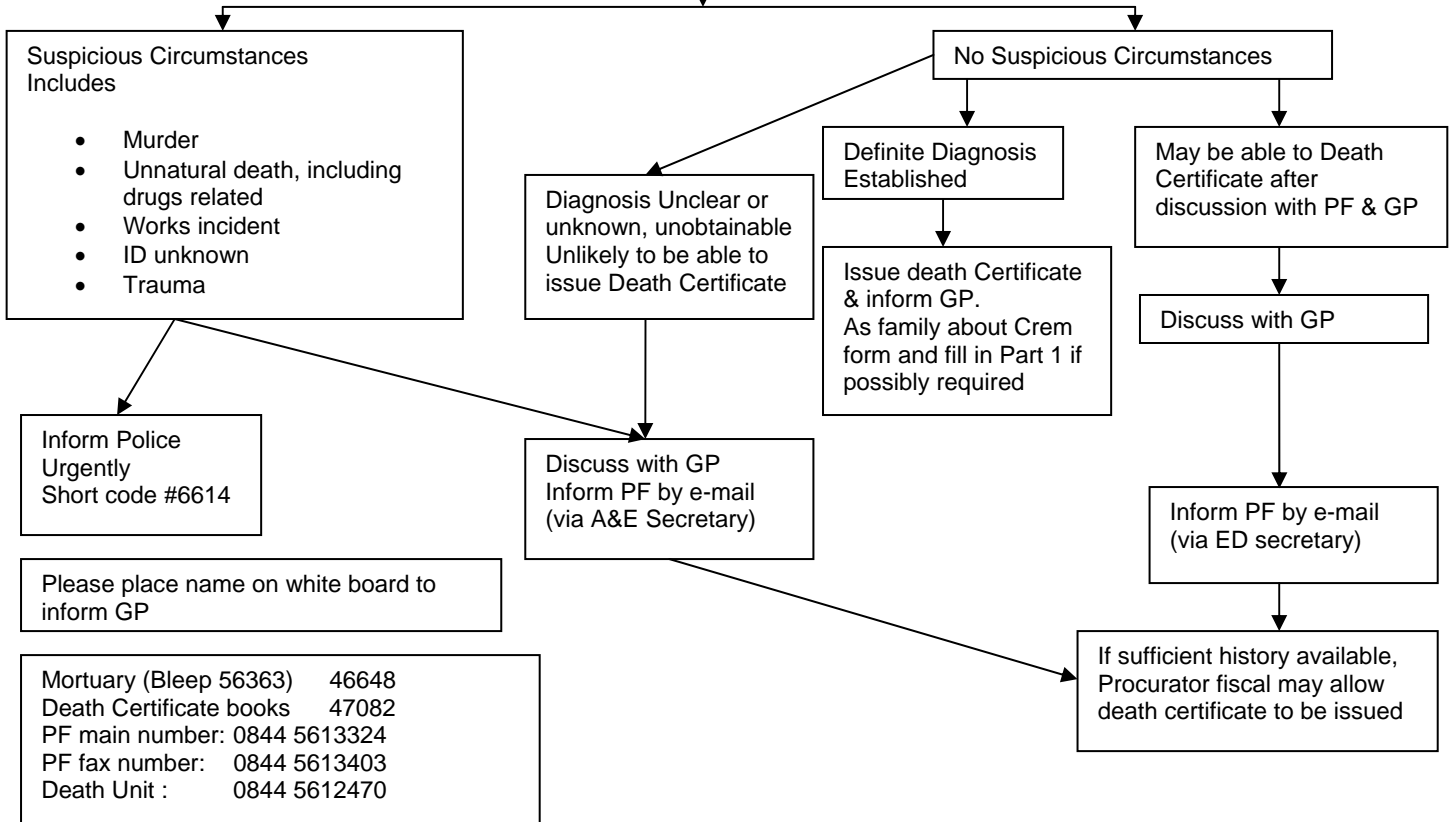 Suspicious Circumstances
Includes
• Murder
• Unnatural death, including
drugs related
• Works incident
• ID unknown
• Trauma
No Suspicious Circumstances
Diagnosis Unclear or
unknown, unobtainable
Unlikely to be able to
issue Death Certificate
Definite Diagnosis
Established
May be able to Death
Certificate after
discussion with PF & GP
Issue death Certificate
& inform GP.
As family about Crem
form and fill in Part 1 if
possibly required
Discuss with GP
Inform Police
Urgently
Short code #6614
Discuss with GP
Inform PF by e-mail
(via A&E Secretary)
Inform PF by e-mail
(via ED secretary)
Please place name on white board to
inform GP
If sufficient history available,
Procurator fiscal may allow
death certificate to be issued
Mortuary (Bleep 56363) 46648
Death Certificate books 47082
PF main number: 0844 5613324
PF fax number: 0844 5613403
Death Unit : 0844 5612470